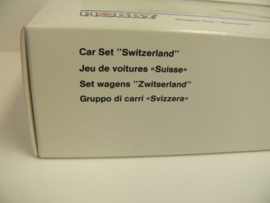 Car Set "Switzerland"
Jeu de voitures «Suisse»
Set wagens "Zwitserland"
Gruppo di carri «Svizzera»